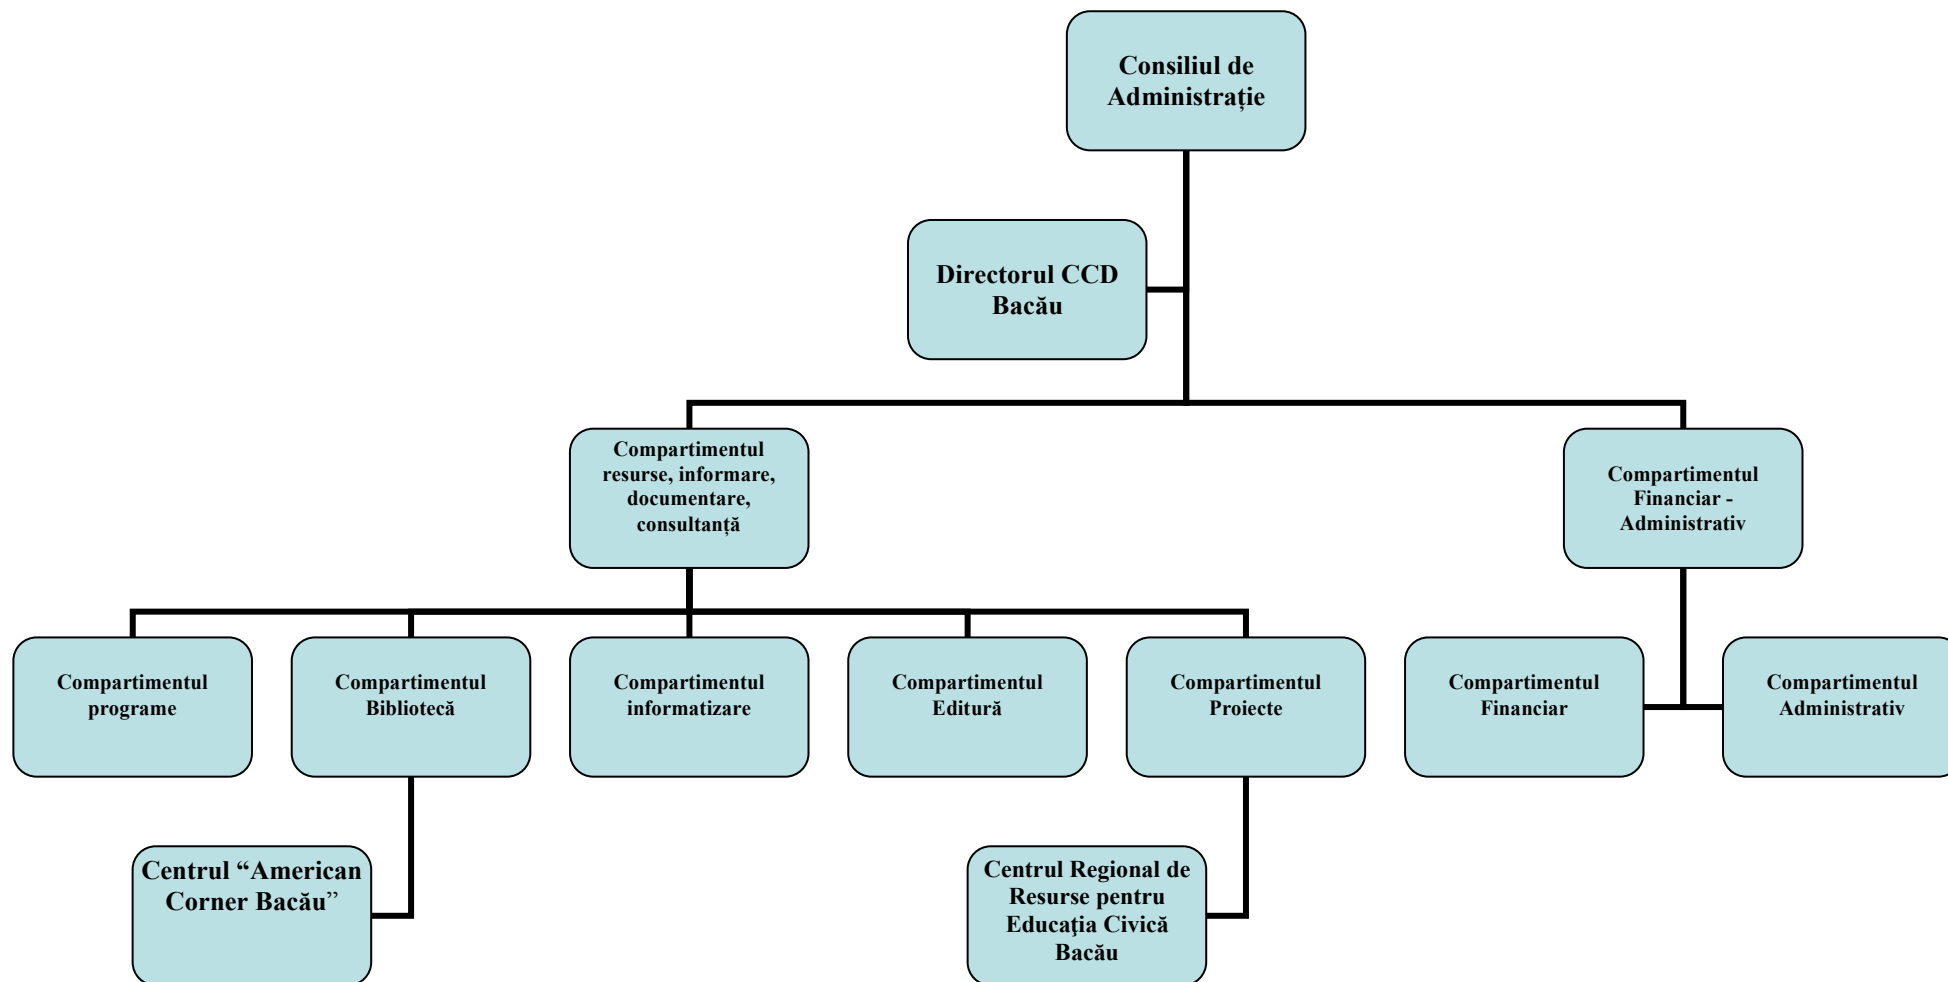 Consiliul de
Administrație
Directorul CCD
Bacău
Compartimentul
resurse, informare,
documentare,
consultanță
Compartimentul
Financiar -
Administrativ
Compartimentul
programe
Compartimentul
Bibliotecă
Compartimentul
informatizare
Compartimentul
Editură
Compartimentul
Proiecte
Compartimentul
Financiar
Compartimentul
Administrativ
Centrul “American
Corner Bacău”
Centrul Regional de
Resurse pentru
Educaţia Civică
Bacău